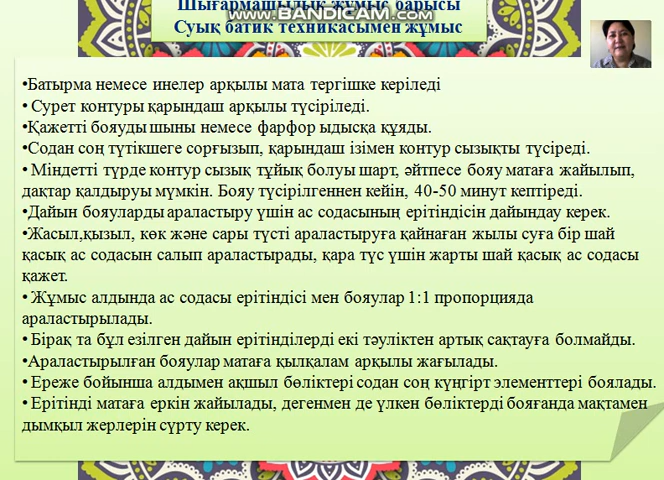 Шығармашылық жұмыс барысы
www.BANDICAM.com
Суық батик техникасымен жұмыс
•Батырма немесе инелер арқылы мата тергішке керіледі
• Сурет контуры қарындаш арқылы түсіріледі.
•Қажетті бояуды шыны немесе фарфор ыдысқа құяды.
•Содан соң түтікшеге сорғызып, қарындаш ізімен контур сызықты түсіреді.
• Міндетті түрде контур сызық тұйық болуы шарт, әйтпесе бояу матаға жайылып,
дақтар қалдыруы мүмкін. Бояу түсірілгеннен кейін, 40-50 минут кептіреді.
•Дайын бояуларды араластыру үшін ас содасының ерітіндісін дайындау керек.
•Жасыл,қызыл, көк және сары түсті араластыруға қайнаған жылы суға бір шай
қасық ас содасын салып араластырады, қара түс үшін жарты шай қасық ас содасы
қажет.
• Жұмыс алдында ас содасы ерітіндісі мен бояулар 1:1 пропорцияда
араластырылады.
• Бірақ та бұл езілген дайын ерітінділерді екі тәуліктен артық сақтауға болмайды.
•Араластырылған бояулар матаға қылқалам арқылы жағылады.
• Ереже бойынша алдымен ақшыл бөліктері содан соң күңгірт элементтері боялады.
• Ерітінді матаға еркін жайылады, дегенмен де үлкен бөліктерді бояғанда мақтамен
дымқыл жерлерін сүрту керек.